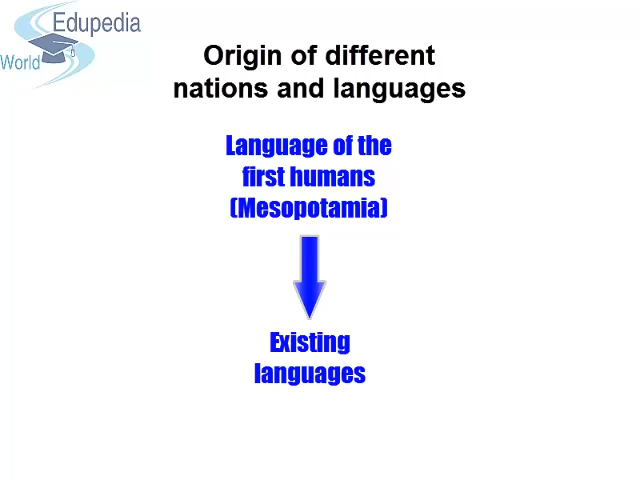 Edupedia
World
Origin of different
nations and languages
Language of the
first humans
(Mesopotamia)
Existing
languages